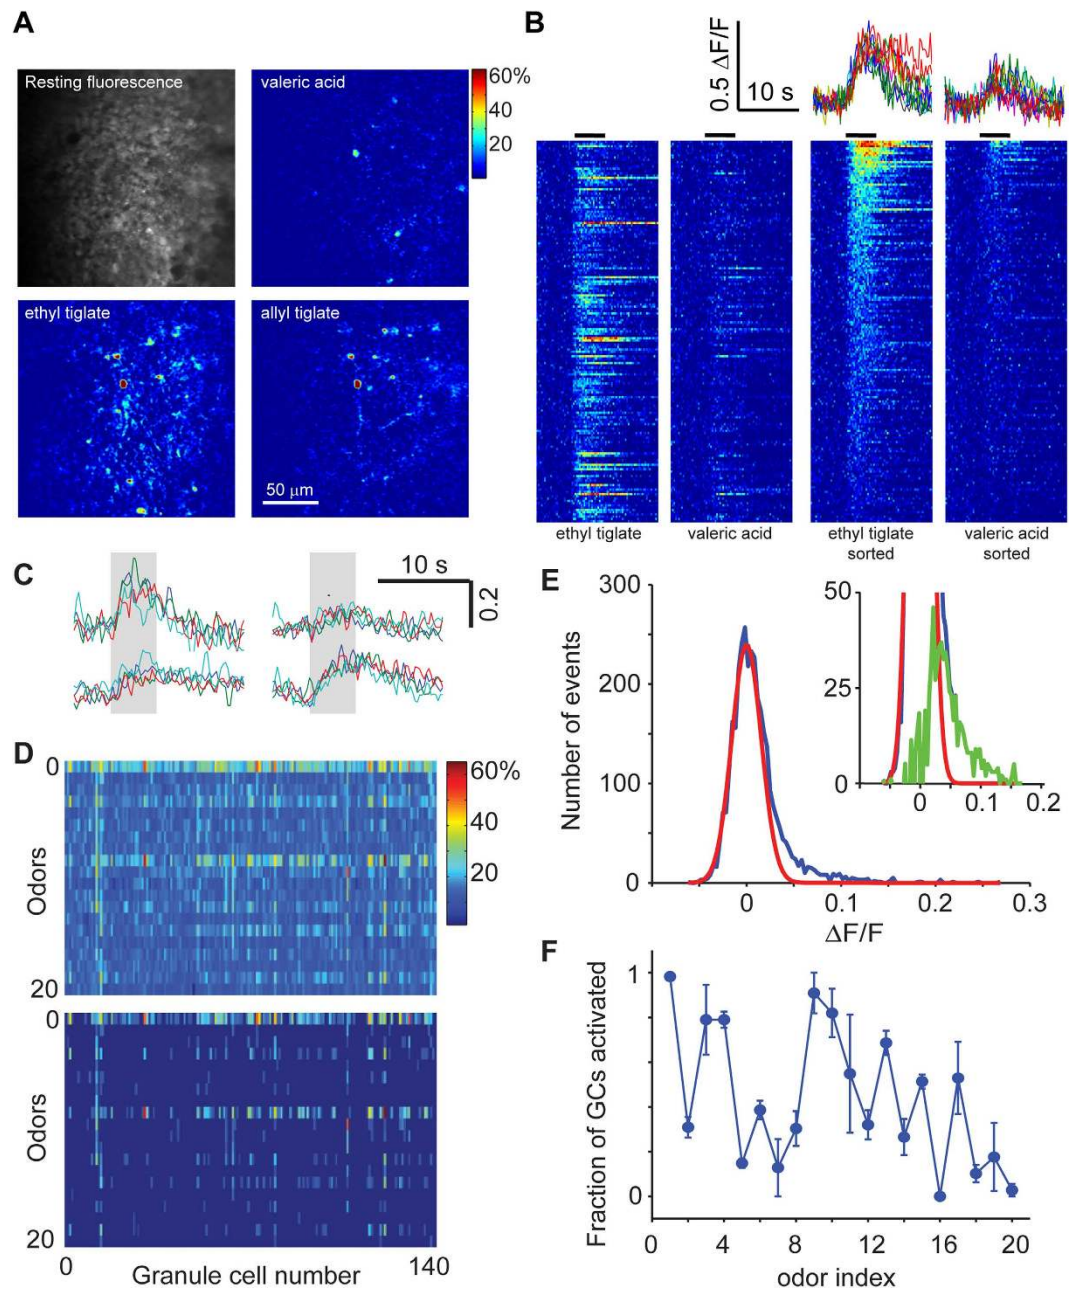 A
Resting fluorescence
valeric acid
60%
40
20
ethyl tiglate
allyl tiglate
50 μm
B
0.5 ΔF/F
10 s
ethyl tiglate
valeric acid
ethyl tiglate
sorted
valeric acid
sorted
C
10 s
0.2
D
0
Odors
20
60%
40
20
0
Odors
20
0
Granule cell number
140
E
300
200
100
0
Number of events
0
0.1
0.2
0.3
ΔF/F
50
25
0
0
0.1
0.2
F
1
0
Fraction of GCs activated
0
4
8
12
16
20
odor index